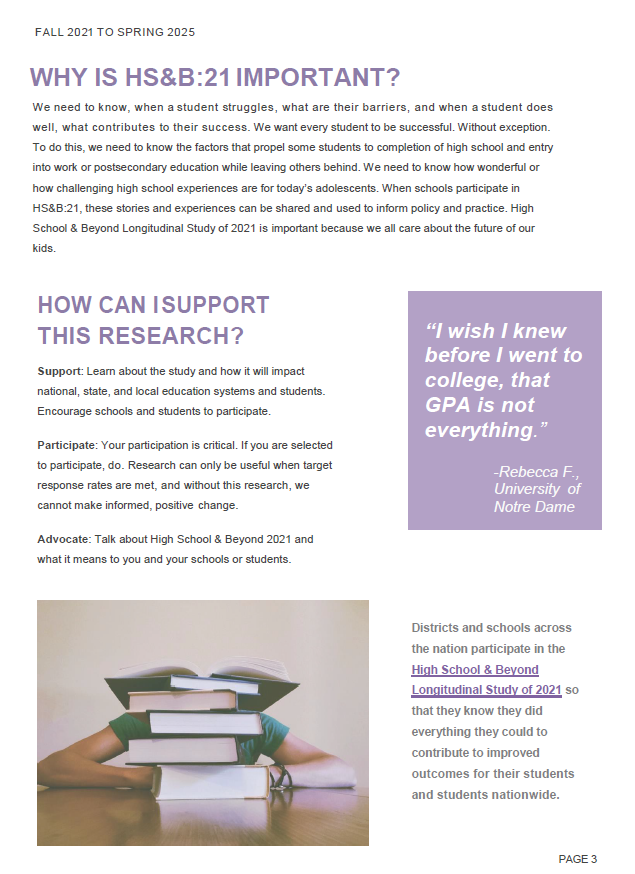 FALL 2021 TO SPRING 2025
WHY IS HS&B:21 IMPORTANT?
We need to know, when a student struggles, what are their barriers, and when a student does
well, what contributes to their success. We want every student to be successful. Without exception.
To do this, we need to know the factors that propel some students to completion of high school and entry
into work or postsecondary education while leaving others behind. We need to know how wonderful or
how challenging high school experiences are for today’s adolescents. When schools participate in
HS&B:21, these stories and experiences can be shared and used to inform policy and practice. High
School & Beyond Longitudinal Study of 2021 is important because we all care about the future of our
kids.
HOW CAN I SUPPORT
THIS RESEARCH?
Support: Learn about the study and how it will impact
national, state, and local education systems and students.
Encourage schools and students to participate.
Participate: Your participation is critical. If you are selected
to participate, do. Research can only be useful when target
response rates are met, and without this research, we
cannot make informed, positive change.
Advocate: Talk about High School & Beyond 2021 and
what it means to you and your schools or students.
“I wish I knew
before I went to
college, that
GPA is not
everything.”
-Rebecca F.,
University of
Notre Dame
Districts and schools across
the nation participate in the
High School & Beyond
Longitudinal Study of 2021 so
that they know they did
everything they could to
contribute to improved
outcomes for their students
and students nationwide.
PAGE 3